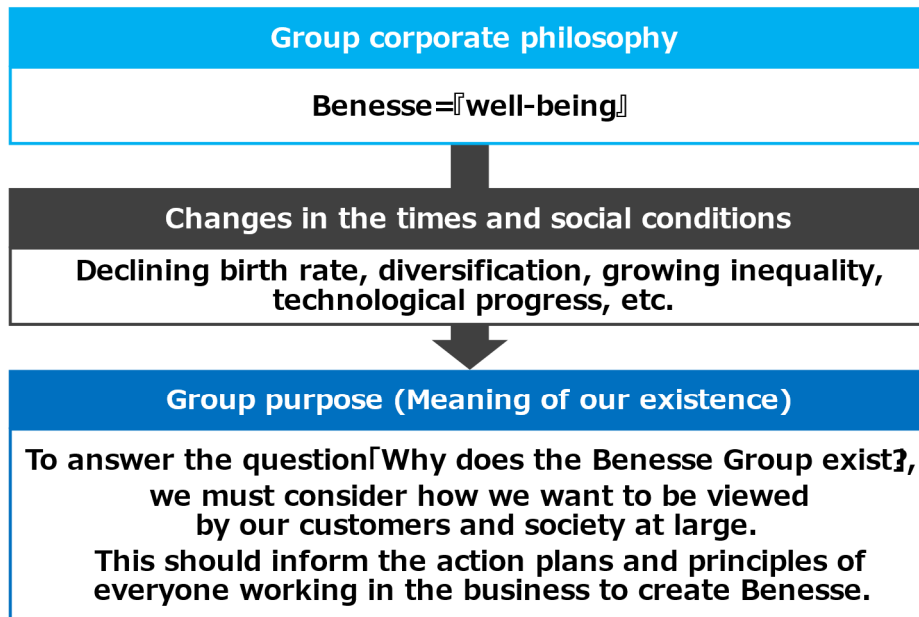 Group corporate philosophy
Benesse=『well-being』
Changes in the times and social conditions
Declining birth rate, diversification, growing inequality,
technological progress, etc.
Group purpose (Meaning of our existence)
To answer the question「Why does the Benesse Group exist?」,
we must consider how we want to be viewed
by our customers and society at large.
This should inform the action plans and principles of
everyone working in the business to create Benesse.